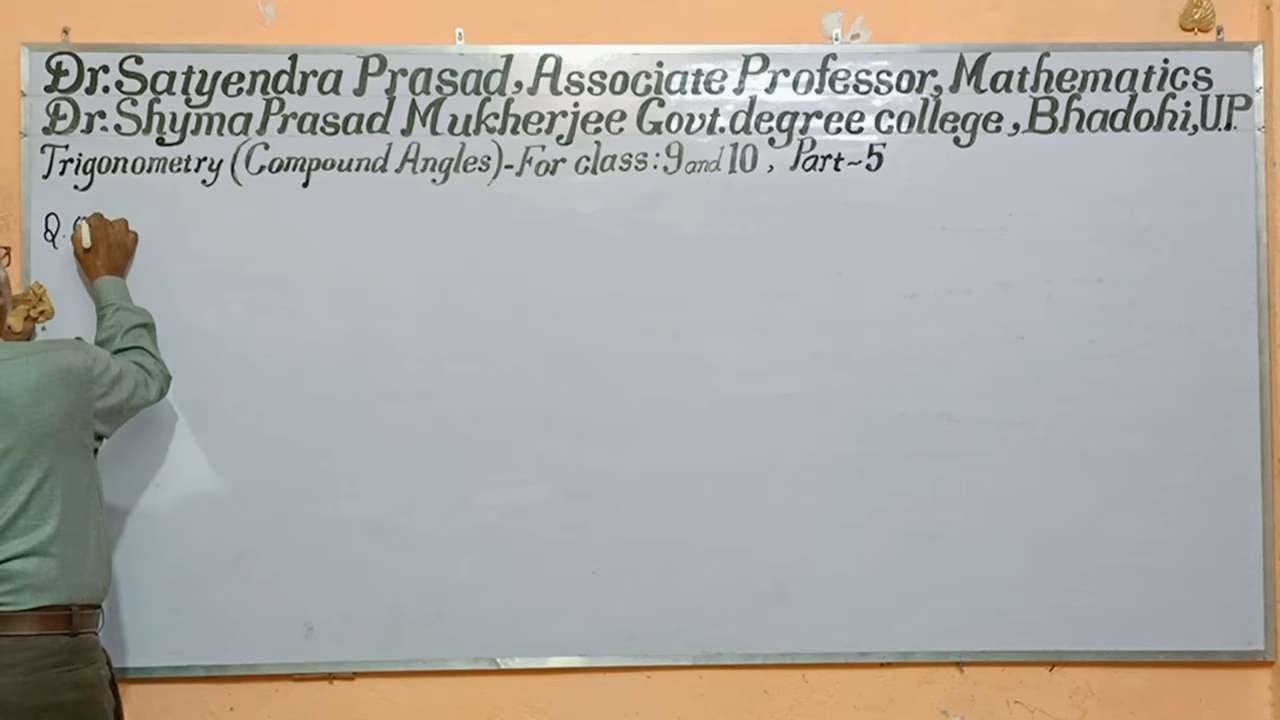 Dr. Satyendra Prasad, Associate Professor, Mathematics
Dr. Shyma Prasad Mukherjee Govt. degree college, Bhadohi, U.P.
Trigonometry (Compound Angles)-For class: 9 and 10, Part-5
Q.